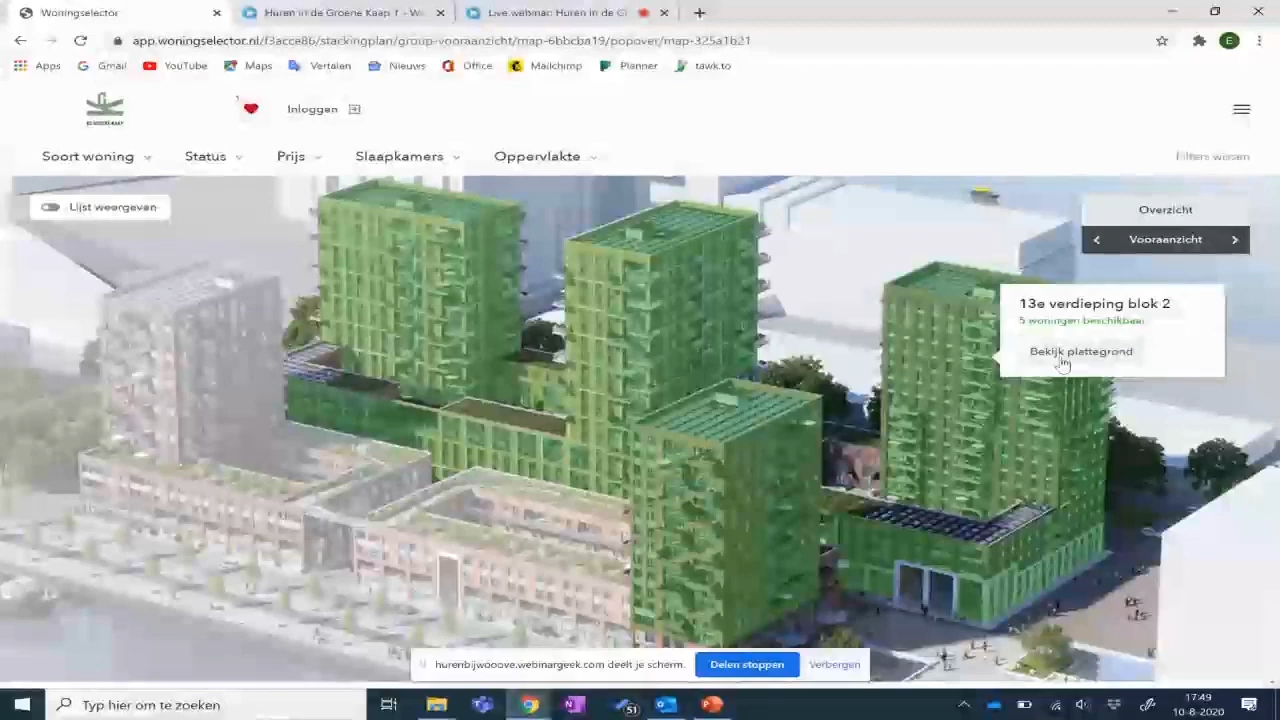 Woningselector
Huren in de Groene Kaap
Live webinar Huren in de G
app.woningselector.nl/f3acce86/stackingplan/group-vooraanzicht/map-6bbcba19/popover/map-325a1b21
E
Apps
Gmail
YouTube
Maps
Vertalen
Nieuws
Office
Mailchimp
Planner
tawk.to
Inloggen
Soort woning
Status
Prijs
Slaapkamers
Oppervlakte
Filters wissen
Lijst weergeven
Overzicht
Vooraanzicht
13e verdieping blok 2
5 woningen beschikbaar
Bekijk plattegrond
hurenbijwooove.webinargeek.com deelt je scherm.
Delen stoppen
Verbergen
Typ hier om te zoeken
51
17:49
10-8-2020